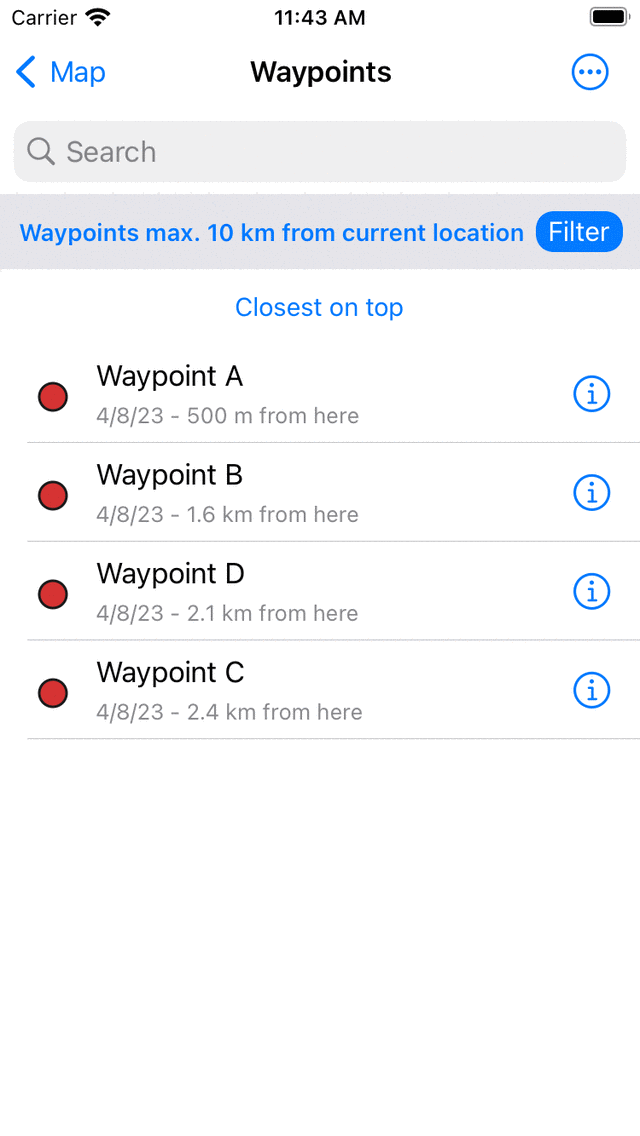 Carrier 11:43 AM
Map Waypoints
Search
Waypoints max. 10 km from current location Filter
Closest on top
Waypoint A
4/8/23 - 500 m from here
Waypoint B
4/8/23 - 1.6 km from here
Waypoint D
4/8/23 - 2.1 km from here
Waypoint C
4/8/23 - 2.4 km from here